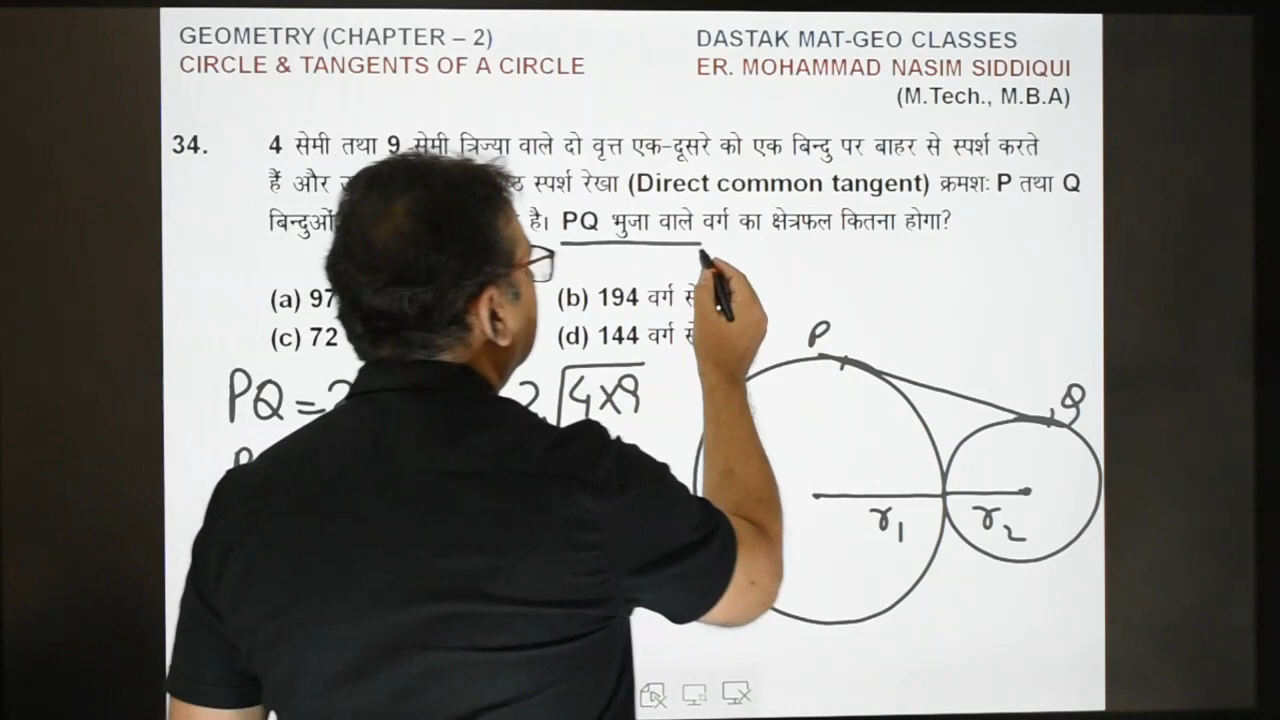 GEOMETRY (CHAPTER – 2)
CIRCLE & TANGENTS OF A CIRCLE
DASTAK MAT-GEO CLASSES
ER. MOHAMMAD NASIM SIDDIQUI
(M.Tech., M.B.A)
34. 4 सेमी तथा 9 सेमी त्रिज्या वाले दो वृत्त एक-दूसरे को एक बिन्दु पर बाहर से स्पर्श करते
हैं और स्पर्श रेखा (Direct common tangent) क्रमशः P तथा Q
बिन्दुओं है। PQ भुजा वाले वर्ग का क्षेत्रफल कितना होगा?
(a) 97 (b) 194 वर्ग
(c) 72 (d) 144 वर्ग
PQ = 2 2 √4×9
P
Q
r1 r2